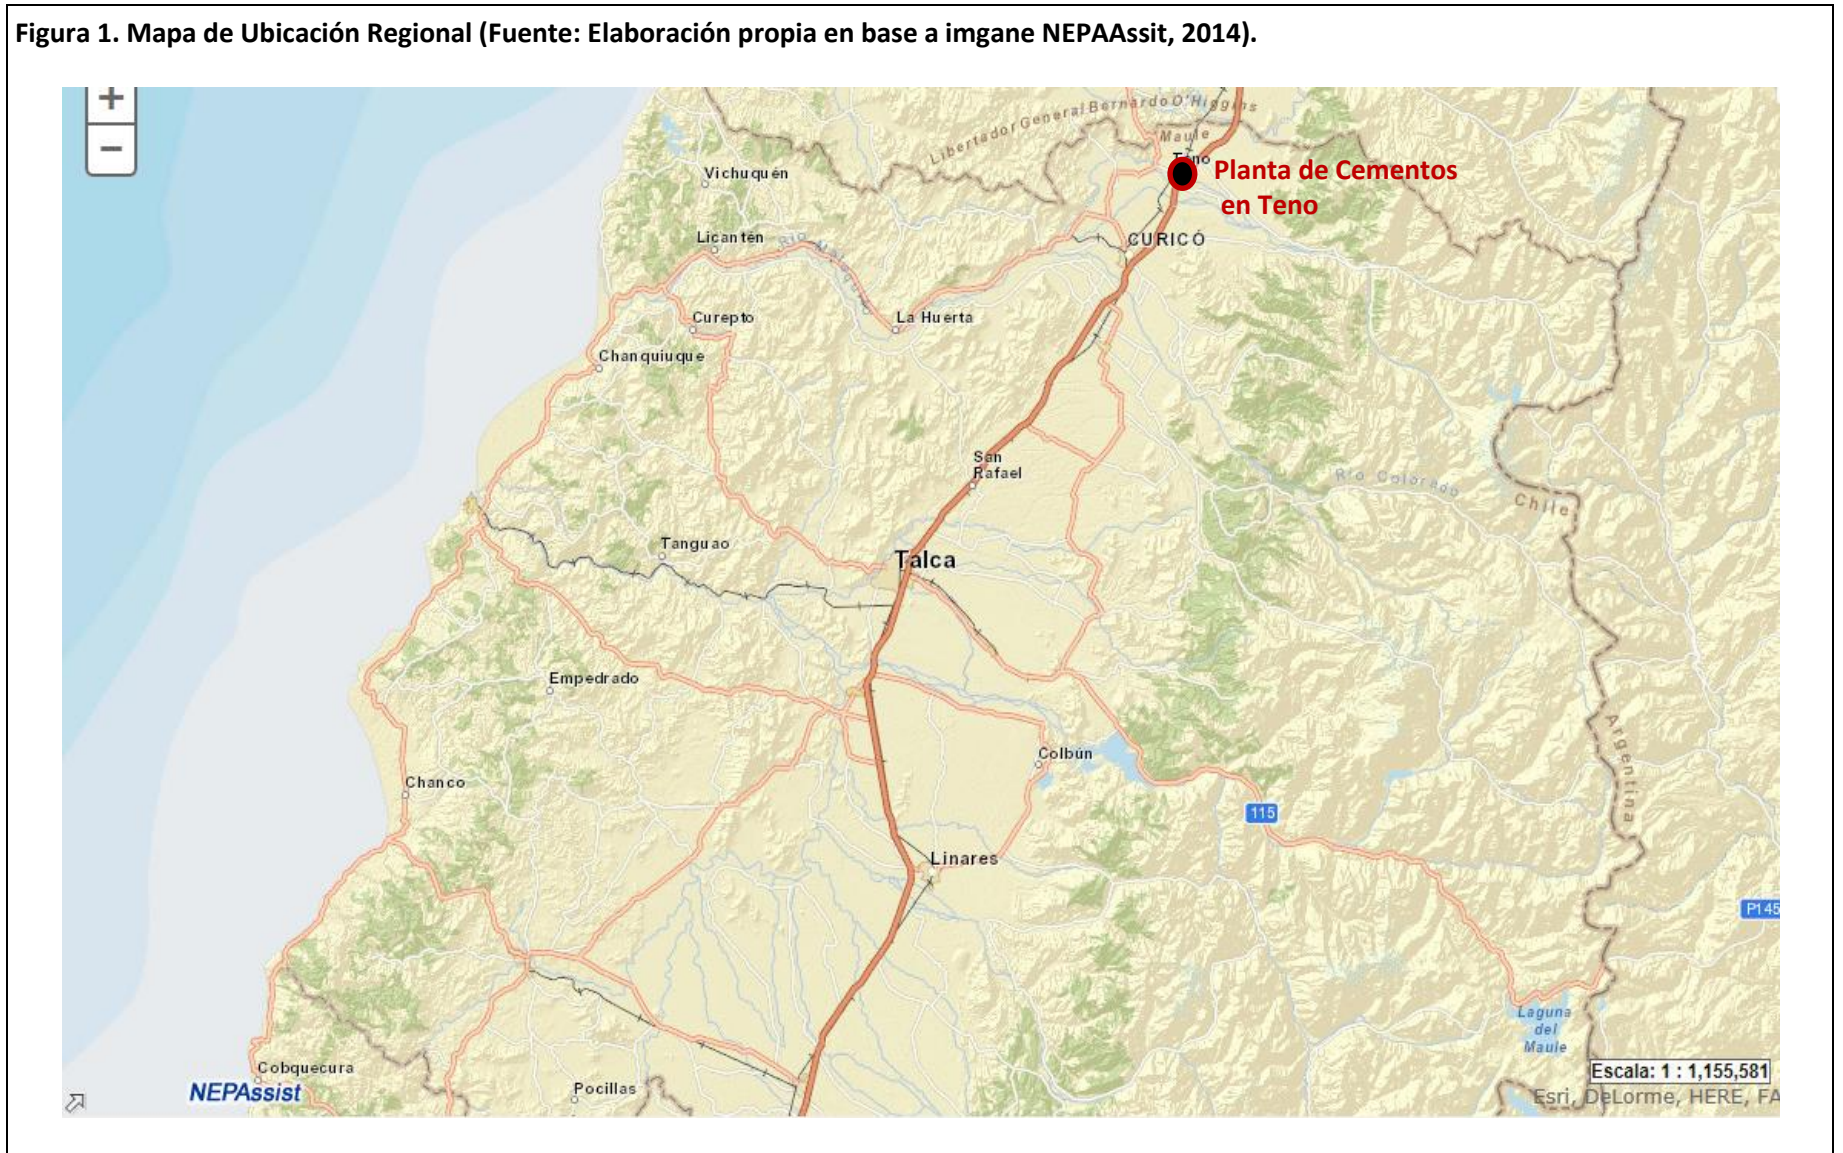 Figura 1. Mapa de Ubicación Regional (Fuente: Elaboración propia en base a imgane NEPAAssit, 2014).
+
−
Libertador General Bernardo O'Higgins
Maule
Teno
Planta de Cementos
en Teno
Vichuquén
Licantén
CURICÓ
Curepto
La Huerta
Chanquiuque
San
Rafael
Río Colorado
Chile
Tanguao
Talca
Empedrado
Argentina
Colbún
Chanco
115
Linares
P145
Laguna
del
Maule
Cobquecura
Pocillas
NEPAssist
Escala: 1 : 1,155,581
Esri, DeLorme, HERE, FA